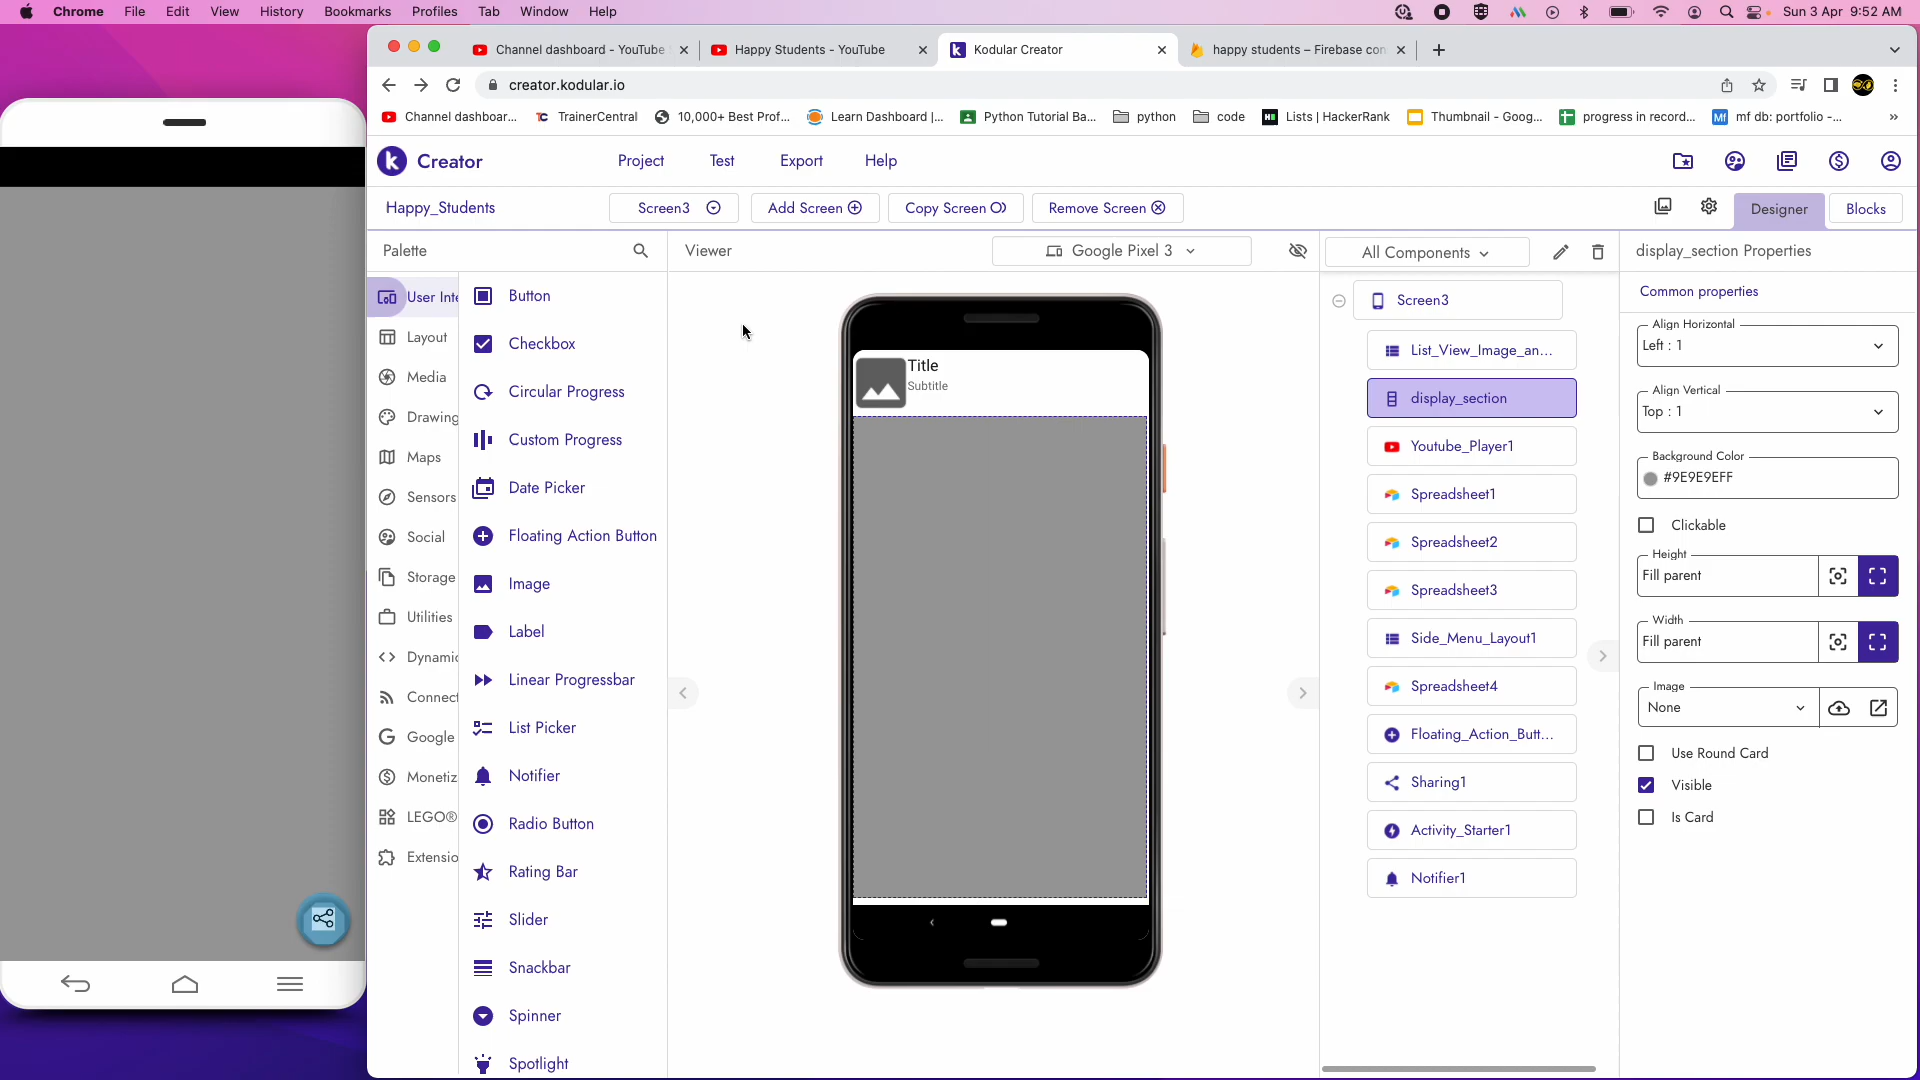 Chrome File Edit View History Bookmarks Profiles Tab Window Help Sun 3 Apr 9:52 AM
Channel dashboard - YouTube Happy Students - YouTube Kodular Creator happy students – Firebase con
creator.kodular.io
Channel dashboar... TrainerCentral 10,000+ Best Prof... Learn Dashboard |... Python Tutorial Ba... python code Lists | HackerRank Thumbnail - Goog... progress in record... mf db: portfolio -... »
Creator Project Test Export Help
Happy_Students Screen3 Add Screen Copy Screen Remove Screen Designer Blocks
Palette Viewer Google Pixel 3 All Components display_section Properties
User Inte
Layout
Media
Drawing
Maps
Sensors
Social
Storage
Utilities
Dynamic
Connect
Google
Monetiz
LEGO®
Extensio
Button
Checkbox
Circular Progress
Custom Progress
Date Picker
Floating Action Button
Image
Label
Linear Progressbar
List Picker
Notifier
Radio Button
Rating Bar
Slider
Snackbar
Spinner
Spotlight
Title
Subtitle
Screen3
List_View_Image_an...
display_section
Youtube_Player1
Spreadsheet1
Spreadsheet2
Spreadsheet3
Side_Menu_Layout1
Spreadsheet4
Floating_Action_Butt...
Sharing1
Activity_Starter1
Notifier1
Common properties
Align Horizontal
Left : 1
Align Vertical
Top : 1
Background Color
#9E9E9EFF
Clickable
Height
Fill parent
Width
Fill parent
Image
None
Use Round Card
Visible
Is Card